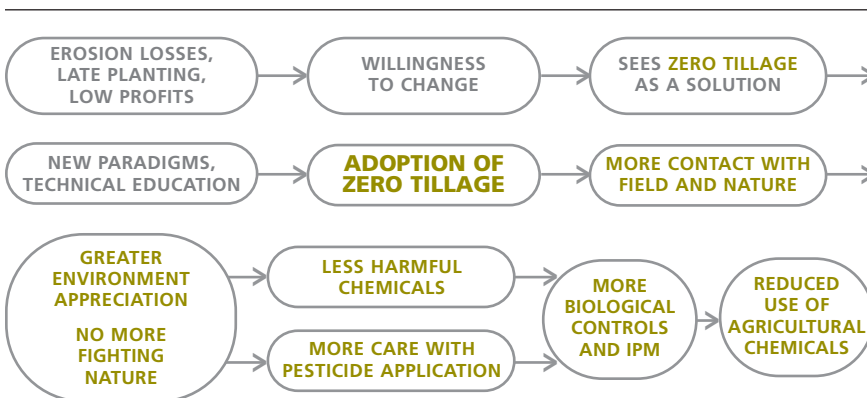 EROSION LOSSES,
LATE PLANTING,
LOW PROFITS
WILLINGNESS
TO CHANGE
SEES ZERO TILLAGE
AS A SOLUTION
NEW PARADIGMS,
TECHNICAL EDUCATION
ADOPTION OF
ZERO TILLAGE
MORE CONTACT WITH
FIELD AND NATURE
GREATER
ENVIRONMENT
APPRECIATION
NO MORE
FIGHTING
NATURE
LESS HARMFUL
CHEMICALS
MORE CARE WITH
PESTICIDE APPLICATION
MORE
BIOLOGICAL
CONTROLS
AND IPM
REDUCED
USE OF
AGRICULTURAL
CHEMICALS